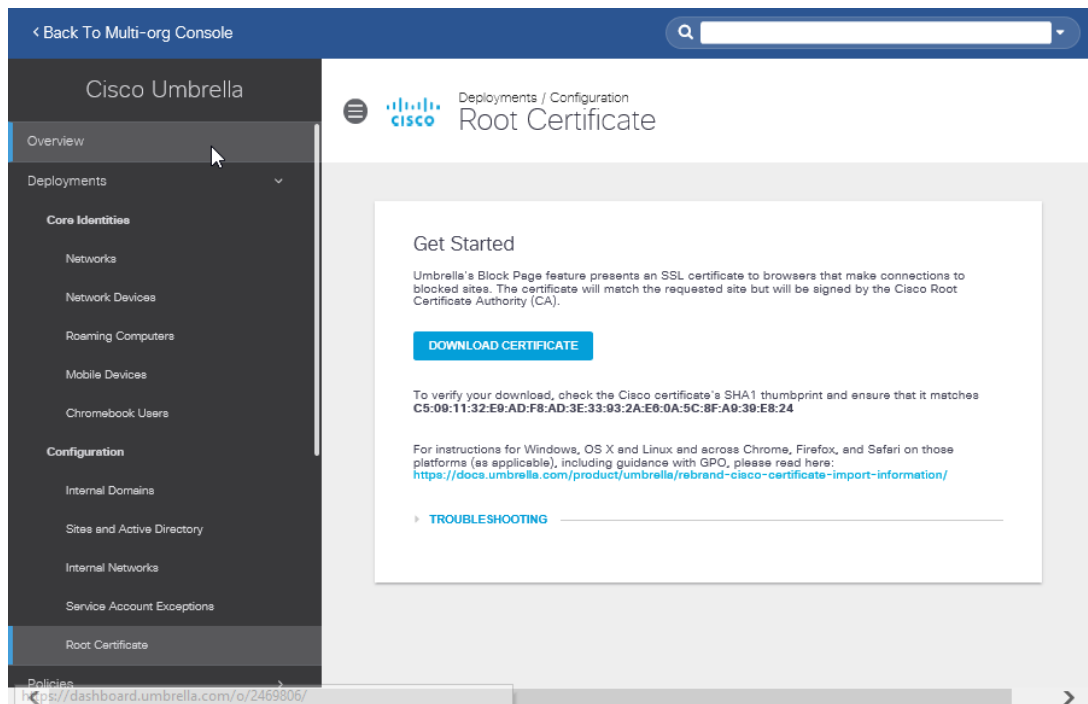 Back To Multi-org Console
Cisco Umbrella
Overview
Deployments
Core Identities
Networks
Network Devices
Roaming Computers
Mobile Devices
Chromebook Users
Configuration
Internal Domains
Sites and Active Directory
Internal Networks
Service Account Exceptions
Root Certificate
Policies
https://dashboard.umbrella.com/o/2469806/
CISCO
Deployments / Configuration
Root Certificate
Get Started
Umbrella's Block Page feature presents an SSL certificate to browsers that make connections to
blocked sites. The certificate will match the requested site but will be signed by the Cisco Root
Certificate Authority (CA).
DOWNLOAD CERTIFICATE
To verify your download, check the Cisco certificate's SHA1 thumbprint and ensure that it matches
C5:09:11:32:E9:AD:F8:AD:3E:33:93:2A:E6:0A:5C:8F:A9:39:E8:24
For instructions for Windows, OS X and Linux and across Chrome, Firefox, and Safari on those
platforms (as applicable), including guidance with GPO, please read here:
https://docs.umbrella.com/product/umbrella/rebrand-cisco-certificate-import-information/
TROUBLESHOOTING